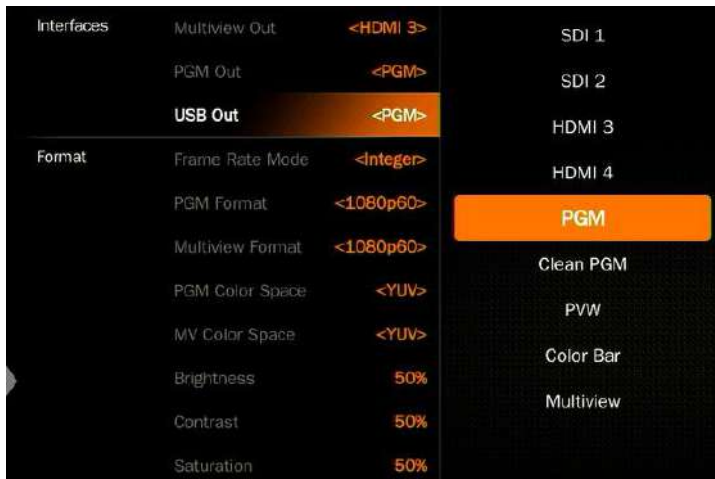 Interfaces Multiview Out <HDMI 3>
PGM Out <PGM>
USB Out <PGM>
Format Frame Rate Mode <Integer>
PGM Format <1080p60>
Multiview Format <1080p60>
PGM Color Space <YUV>
MV Color Space <YUV>
Brightness 50%
Contrast 50%
Saturation 50%
SDI 1
SDI 2
HDMI 3
HDMI 4
PGM
Clean PGM
PVW
Color Bar
Multiview